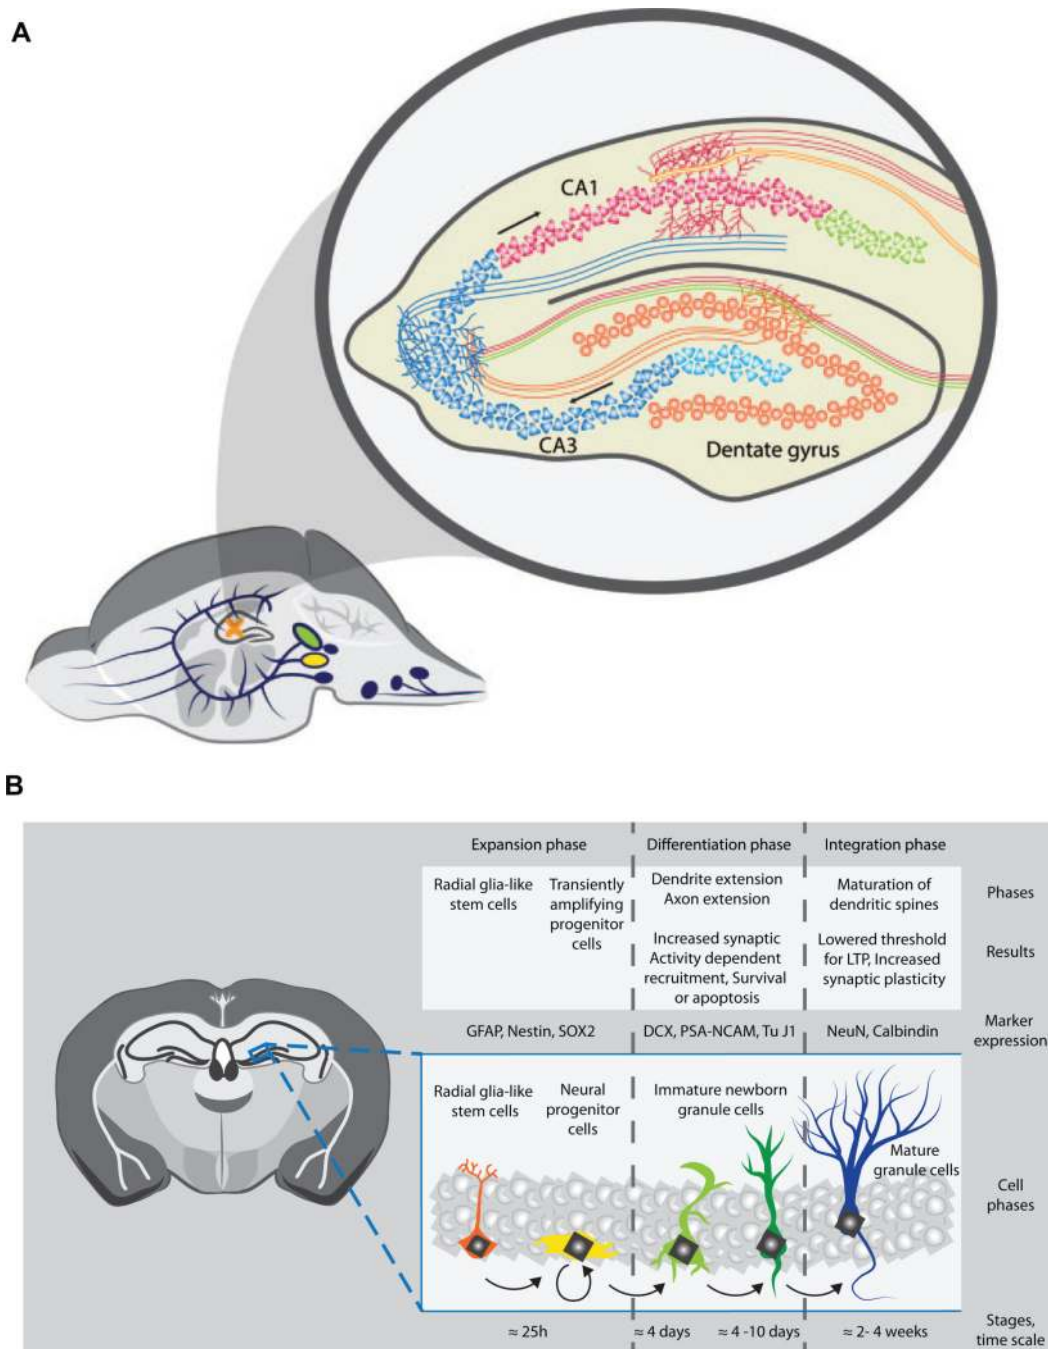 A
CA1
CA3
Dentate gyrus
B
Expansion phase
Differentiation phase
Integration phase
Radial glia-like
stem cells
Transiently
amplifying
progenitor
cells
Dendrite extension
Axon extension
Maturation of
dendritic spines
Phases
Increased synaptic
Activity dependent
recruitment, Survival
or apoptosis
Lowered threshold
for LTP, Increased
synaptic plasticity
Results
GFAP, Nestin, SOX2
DCX, PSA-NCAM, Tu J1
NeuN, Calbindin
Marker
expression
Radial glia-like
stem cells
Neural
progenitor
cells
Immature newborn
granule cells
Mature
granule cells
Cell
phases
≈ 25h
≈ 4 days
≈ 4 -10 days
≈ 2- 4 weeks
Stages,
time scale